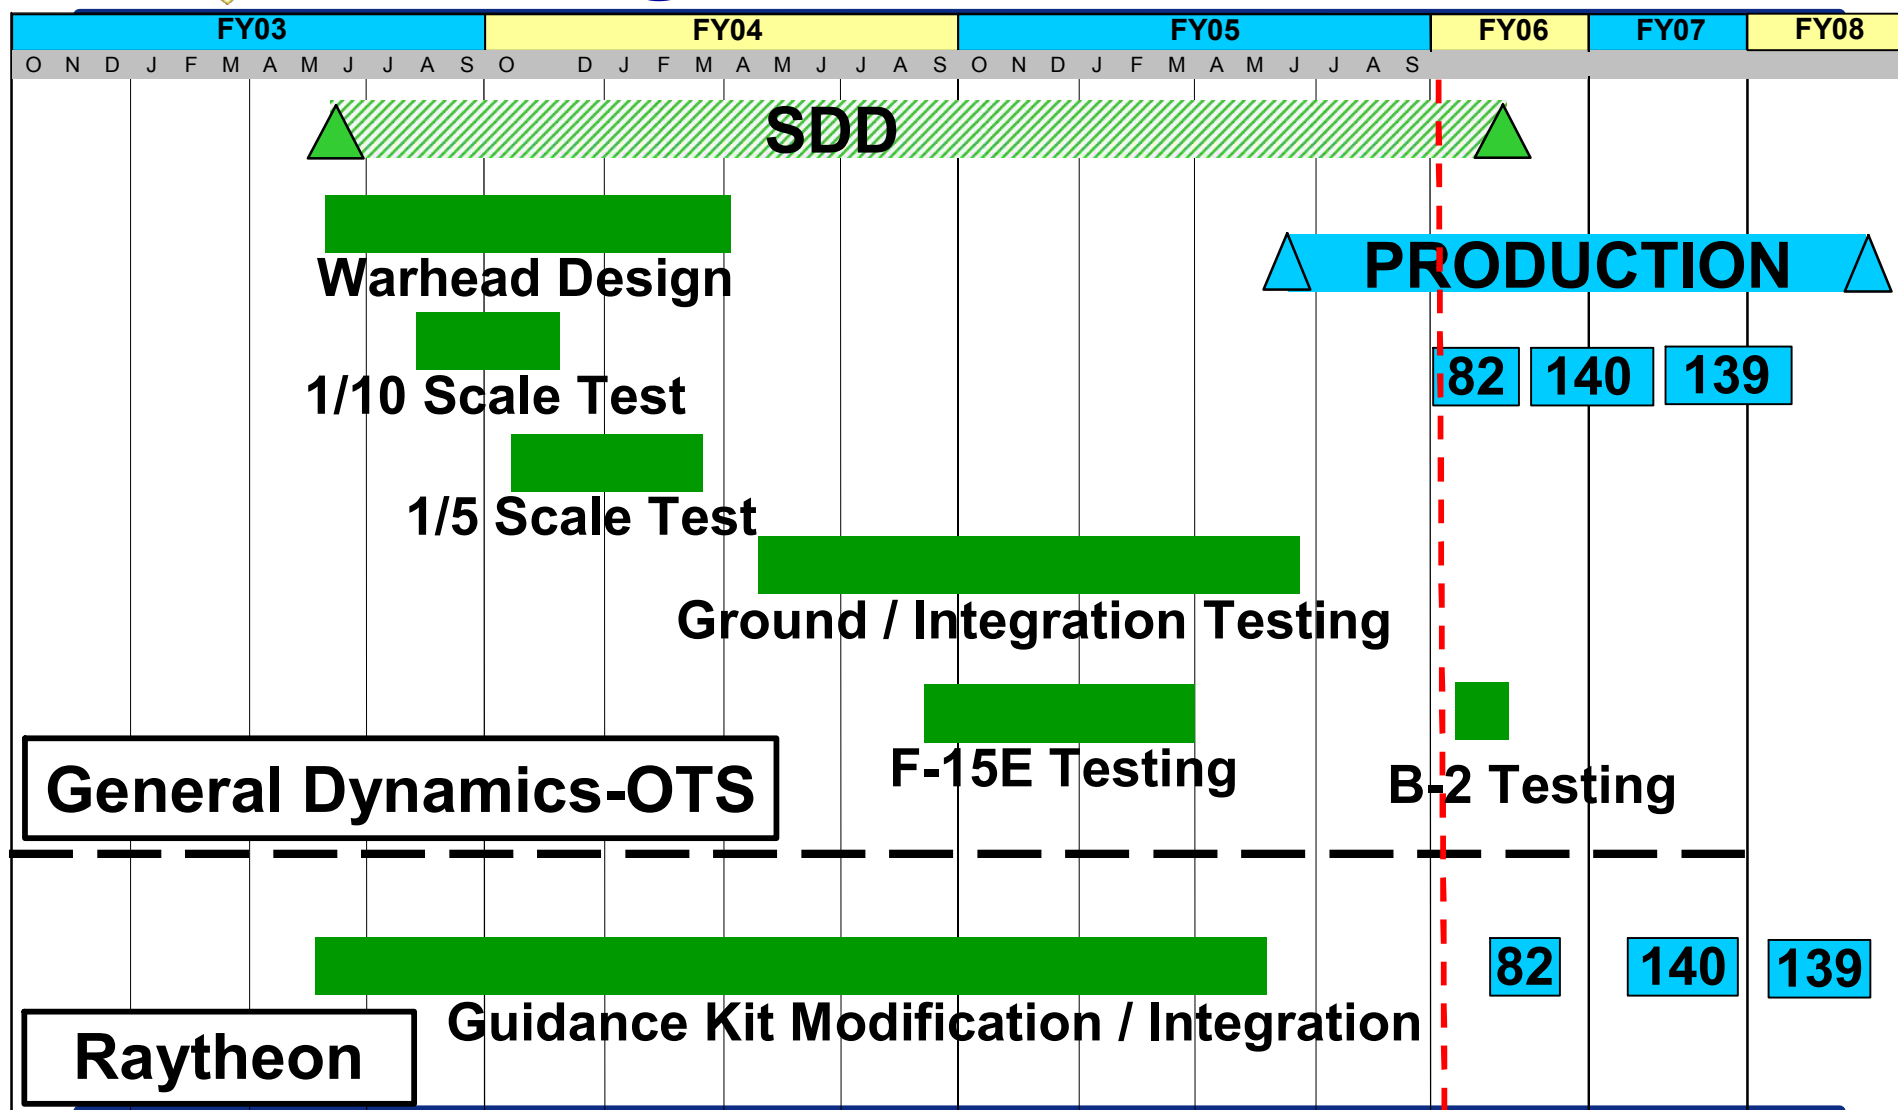 FY03 FY04 FY05 FY06 FY07 FY08
O N D J F M A M J J A S O D J F M A M J J A S O N D J F M A M J J A S
SDD
Warhead Design
PRODUCTION
1/10 Scale Test
82 140 139
1/5 Scale Test
Ground / Integration Testing
F-15E Testing
B-2 Testing
General Dynamics-OTS
82 140 139
Guidance Kit Modification / Integration
Raytheon